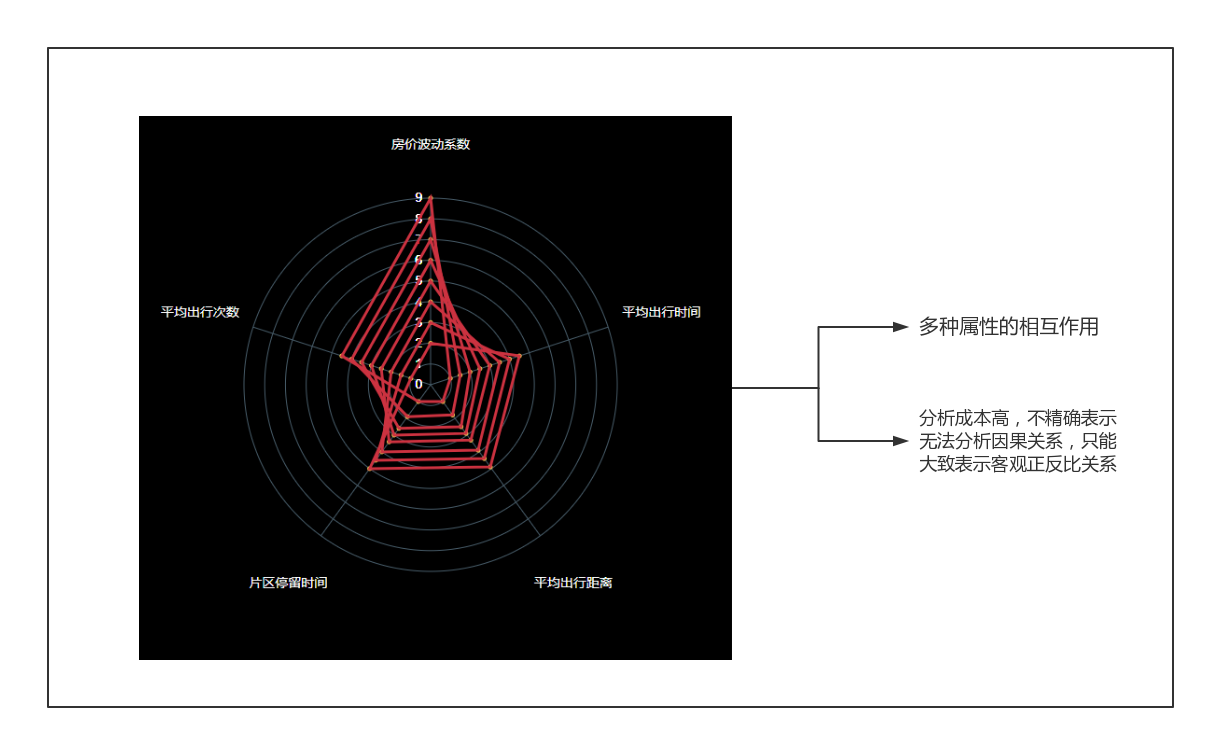 房价波动系数
9
8
7
6
5
4
3
2
1
0
平均出行次数
平均出行时间
片区停留时间
平均出行距离
多种属性的相互作用
分析成本高，不精确表示
无法分析因果关系，只能
大致表示客观正反比关系